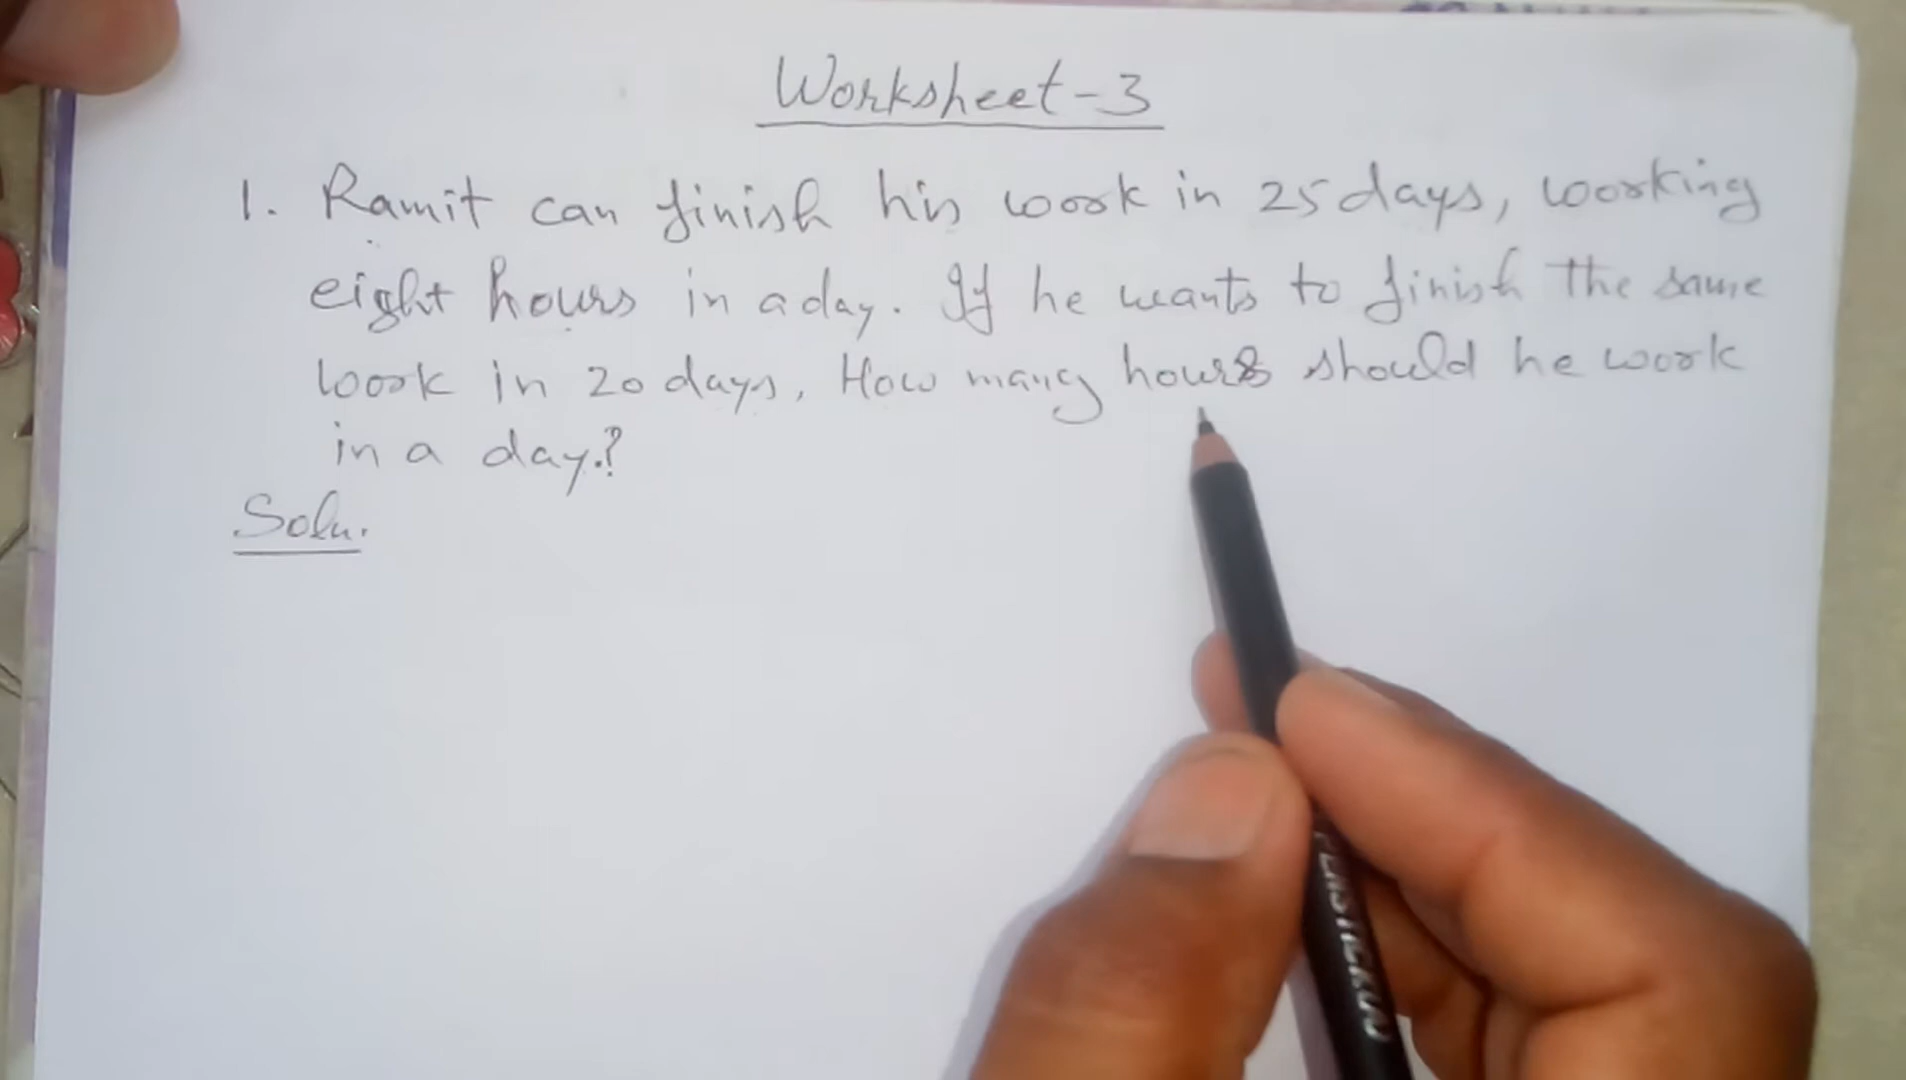 Worksheet-3
1. Ramit can finish his work in 25 days, working
eight hours in a day. If he wants to finish the same
work in 20 days, How many hours should he work
in a day.?
Soln.